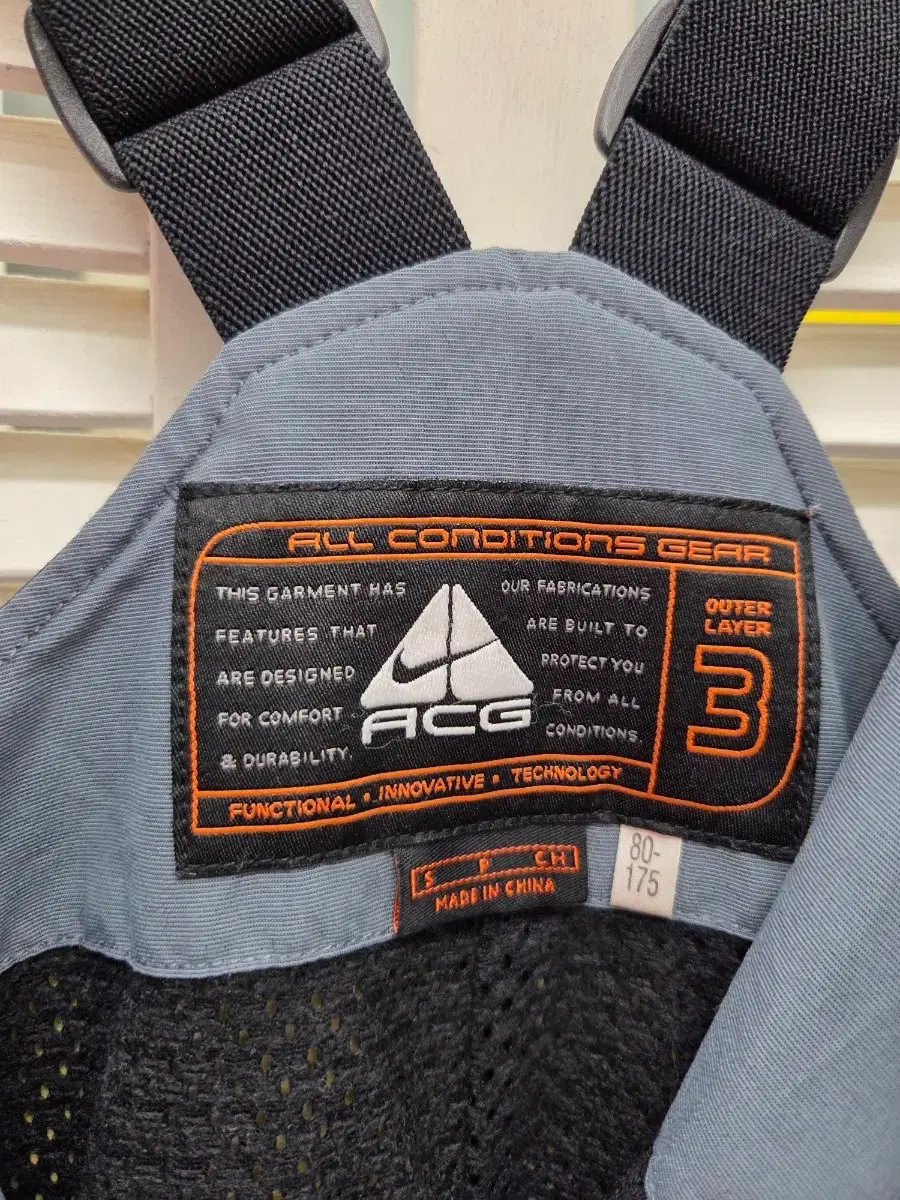 ALL CONDITIONS GEAR
THIS GARMENT HAS
FEATURES THAT
ARE DESIGNED
FOR COMFORT
& DURABILITY.
ACG
OUR FABRICATIONS
ARE BUILT TO
PROTECT YOU
FROM ALL
CONDITIONS.
OUTER
LAYER
3
FUNCTIONAL • INNOVATIVE • TECHNOLOGY
S P CH
MADE IN CHINA
80-
175